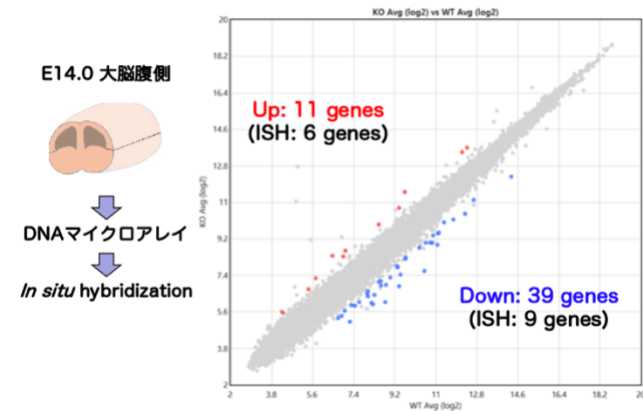 E14.0 大脳腹側
DNAマイクロアレイ
In situ hybridization
KO Avg (log2) vs WT Avg (log2)
Up: 11 genes
(ISH: 6 genes)
Down: 39 genes
(ISH: 9 genes)
KO Avg (log2)
20
18.2
16.4
14.6
12.8
11
9.2
7.4
5.6
3.8
2
2
3.8
5.6
7.4
9.2
11
12.8
14.6
16.4
18.2
WT Avg (log2)